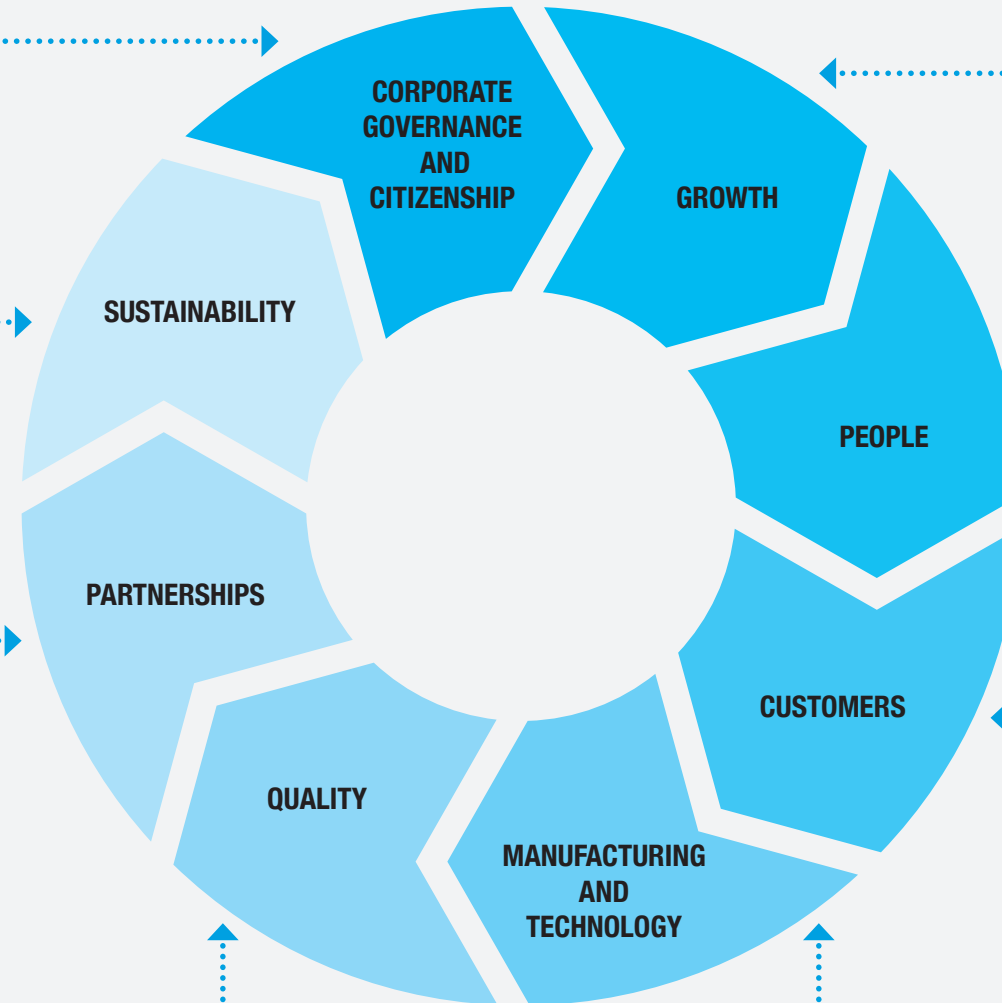 CORPORATE
GOVERNANCE
AND
CITIZENSHIP
GROWTH
PEOPLE
CUSTOMERS
MANUFACTURING
AND
TECHNOLOGY
QUALITY
PARTNERSHIPS
SUSTAINABILITY